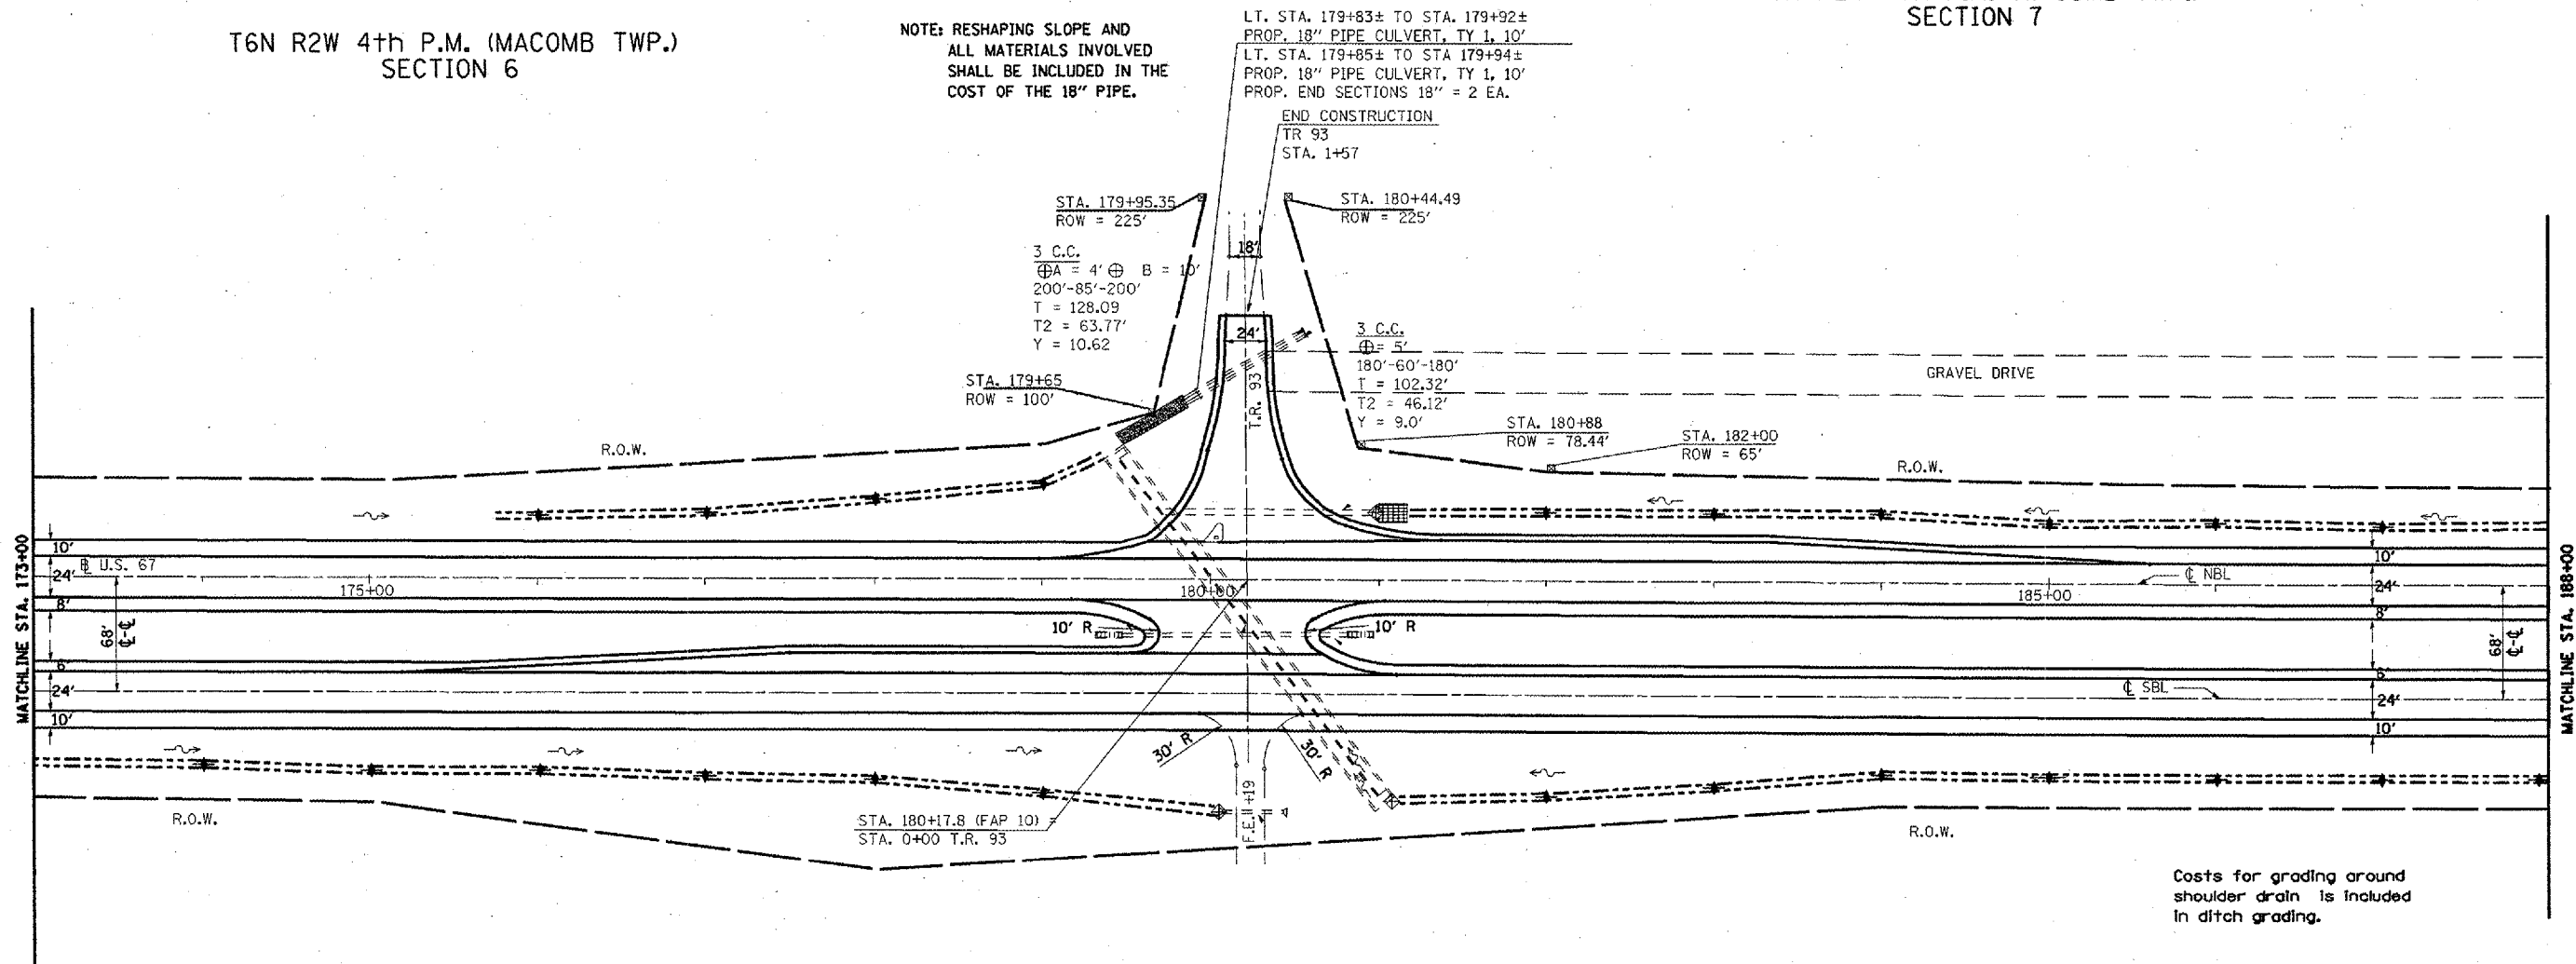 T6N R2W 4th P.M. (MACOMB TWP.)
SECTION 6
NOTE: RESHAPING SLOPE AND
ALL MATERIALS INVOLVED
SHALL BE INCLUDED IN THE
COST OF THE 18" PIPE.
LT. STA. 179+83± TO STA. 179+92±
PROP. 18" PIPE CULVERT, TY 1, 10'
LT. STA. 179+85± TO STA 179+94±
PROP. 18" PIPE CULVERT, TY 1, 10'
PROP. END SECTIONS 18" = 2 EA.
SECTION 7
END CONSTRUCTION
TR 93
STA. 1+57
STA. 179+95.35
ROW = 225'
STA. 180+44.49
ROW = 225'
18'
3 C.C.
⊕A = 4' ⊕ B = 10'
200'-85'-200'
T = 128.09
T2 = 63.77'
Y = 10.62
24'
3 C.C.
⊕= 5'
180'-60'-180'
T = 102.32'
T2 = 46.12'
Y = 9.0'
T.R. 93
GRAVEL DRIVE
STA. 179+65
ROW = 100'
STA. 180+88
ROW = 78.44'
STA. 182+00
ROW = 65'
R.O.W.
R.O.W.
MATCHLINE STA. 173+00
10'
24'
8'
68'
℄-℄
6'
24'
10'
U.S. 67
175+00
180+00
185+00
℄ NBL
10' R
10' R
℄ SBL
10'
24'
8'
68'
℄-℄
6'
24'
10'
MATCHLINE STA. 188+00
30' R
30' R
F.E. +19
STA. 180+17.8 (FAP 10) =
STA. 0+00 T.R. 93
R.O.W.
R.O.W.
Costs for grading around
shoulder drain is included
in ditch grading.